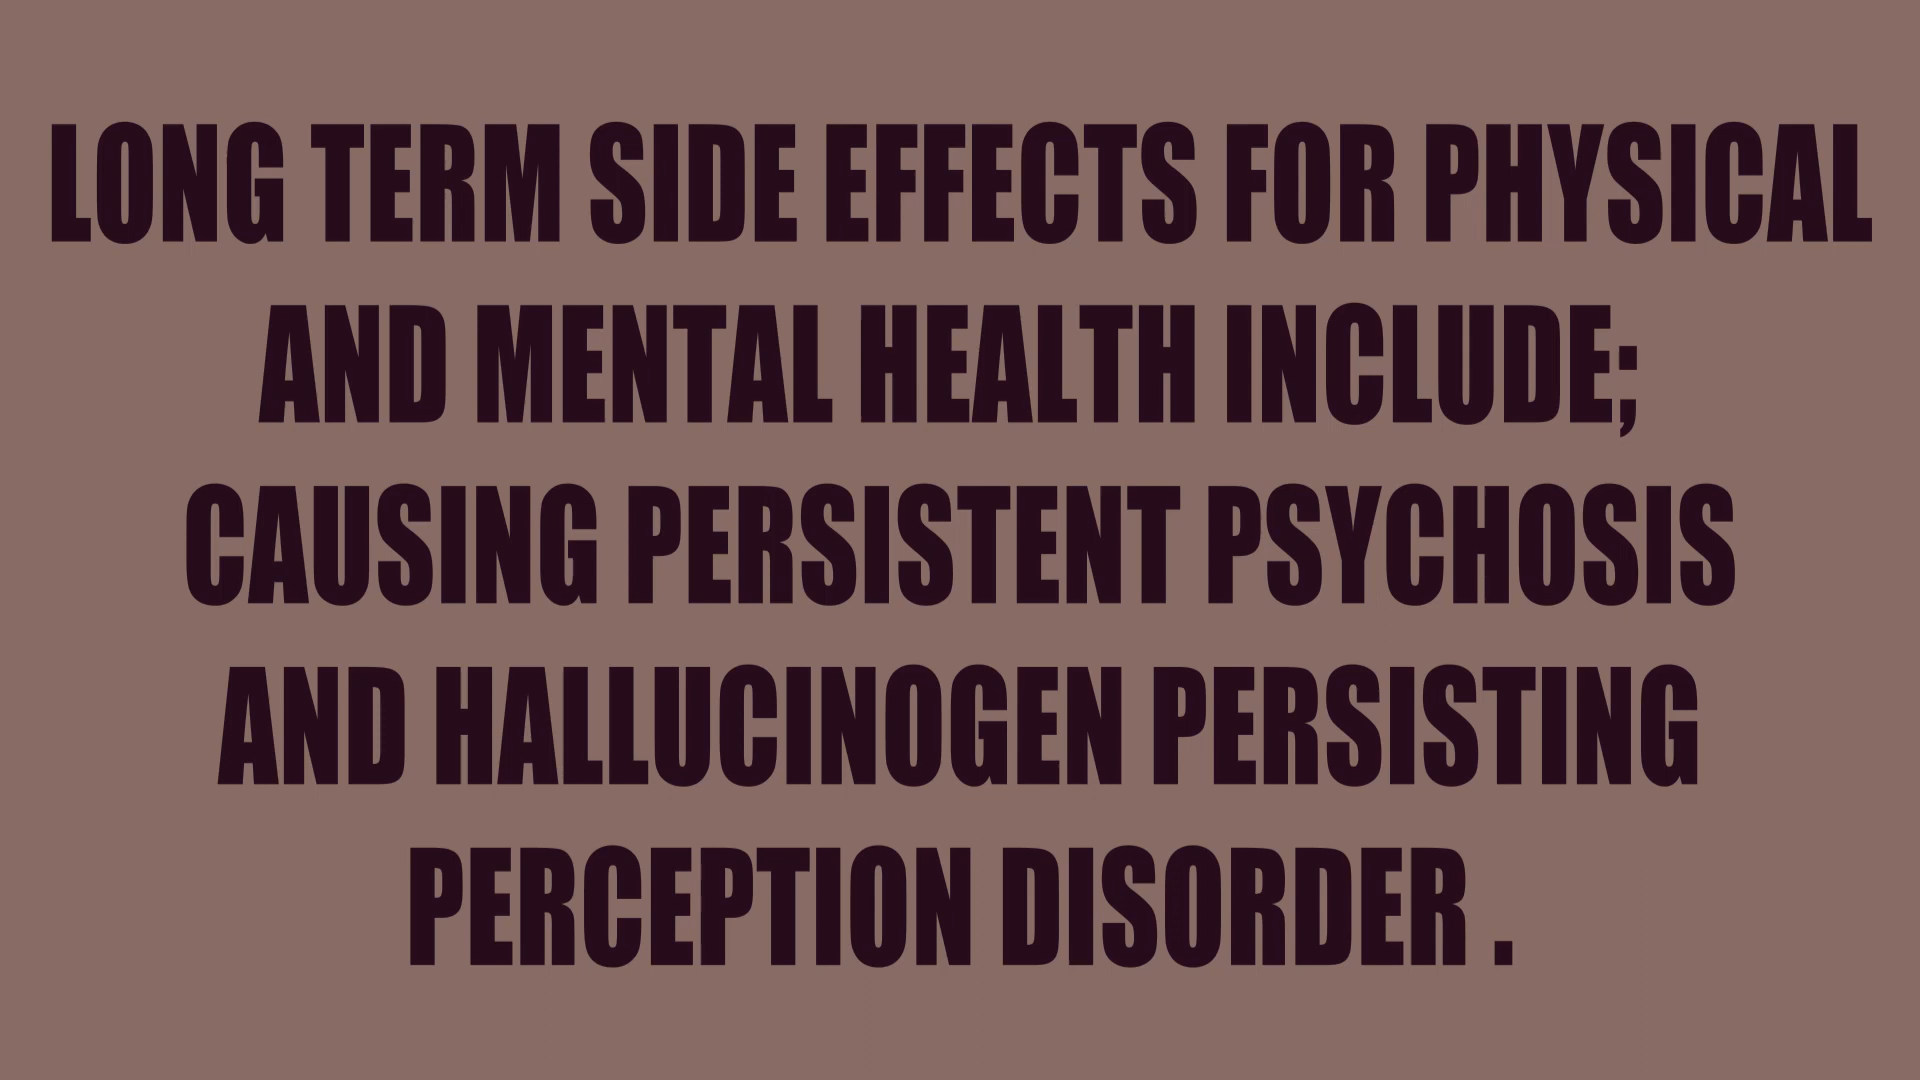 LONG TERM SIDE EFFECTS FOR PHYSICAL
AND MENTAL HEALTH INCLUDE;
CAUSING PERSISTENT PSYCHOSIS
AND HALLUCINOGEN PERSISTING
PERCEPTION DISORDER .